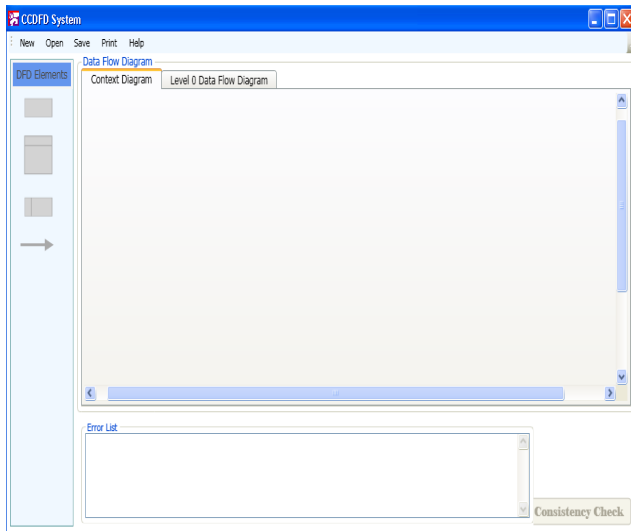 CCDFD System
New Open Save Print Help
DFD Elements
Data Flow Diagram
Context Diagram Level 0 Data Flow Diagram
Error List
Consistency Check